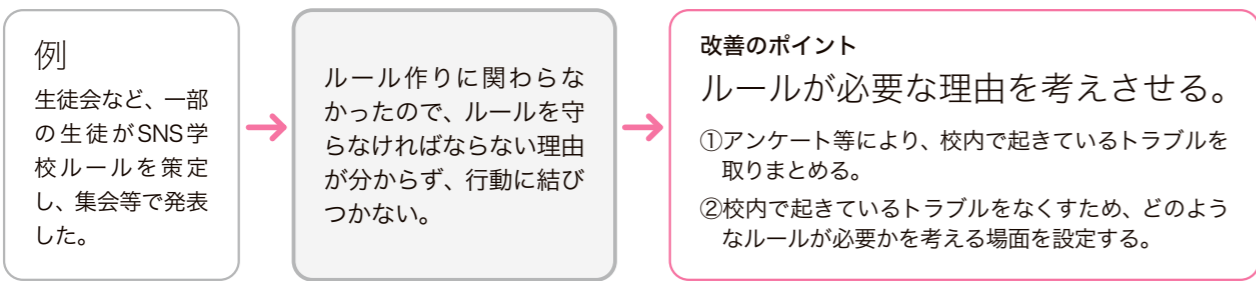 例
生徒会など、一部
の生徒がSNS学
校ルールを策定
し、集会等で発表
した。
ルール作りに関わらな
かったので、ルールを守
らなければならない理由
が分からず、行動に結び
つかない。
改善のポイント
ルールが必要な理由を考えさせる。
①アンケート等により、校内で起きているトラブルを
取りまとめる。
②校内で起きているトラブルをなくすため、どのよう
なルールが必要かを考える場面を設定する。